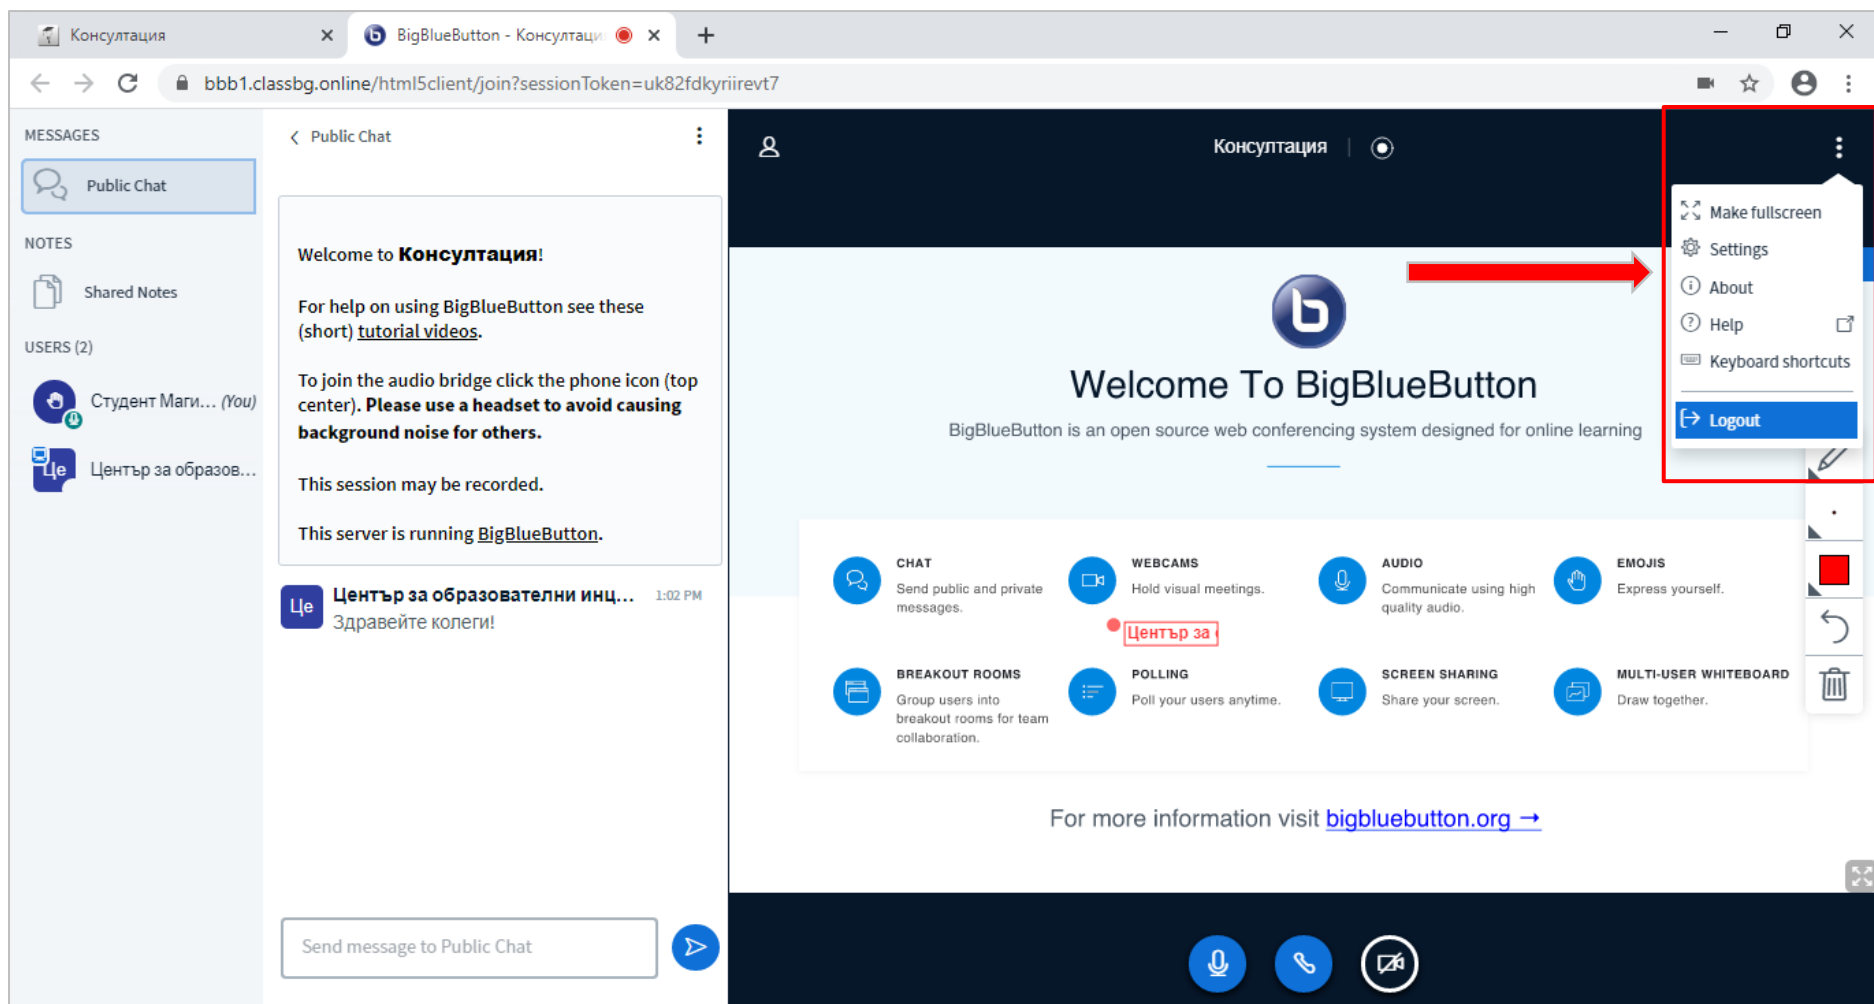 Консултация
BigBlueButton - Консултаци
bbb1.classbg.online/html5client/join?sessionToken=uk82fdkyriirevt7
MESSAGES
Public Chat
NOTES
Shared Notes
USERS (2)
Студент Маги... (You)
Це
Център за образов...
Public Chat
Welcome to Консултация!
For help on using BigBlueButton see these
(short) tutorial videos.
To join the audio bridge click the phone icon (top
center). Please use a headset to avoid causing
background noise for others.
This session may be recorded.
This server is running BigBlueButton.
Це
Център за образователни инц... 1:02 PM
Здравейте колеги!
Send message to Public Chat
Консултация
Make fullscreen
Settings
About
Help
Keyboard shortcuts
Logout
Welcome To BigBlueButton
BigBlueButton is an open source web conferencing system designed for online learning
CHAT
Send public and private
messages.
WEBCAMS
Hold visual meetings.
AUDIO
Communicate using high
quality audio.
EMOJIS
Express yourself.
Център за
BREAKOUT ROOMS
Group users into
breakout rooms for team
collaboration.
POLLING
Poll your users anytime.
SCREEN SHARING
Share your screen.
MULTI-USER WHITEBOARD
Draw together.
For more information visit bigbluebutton.org →